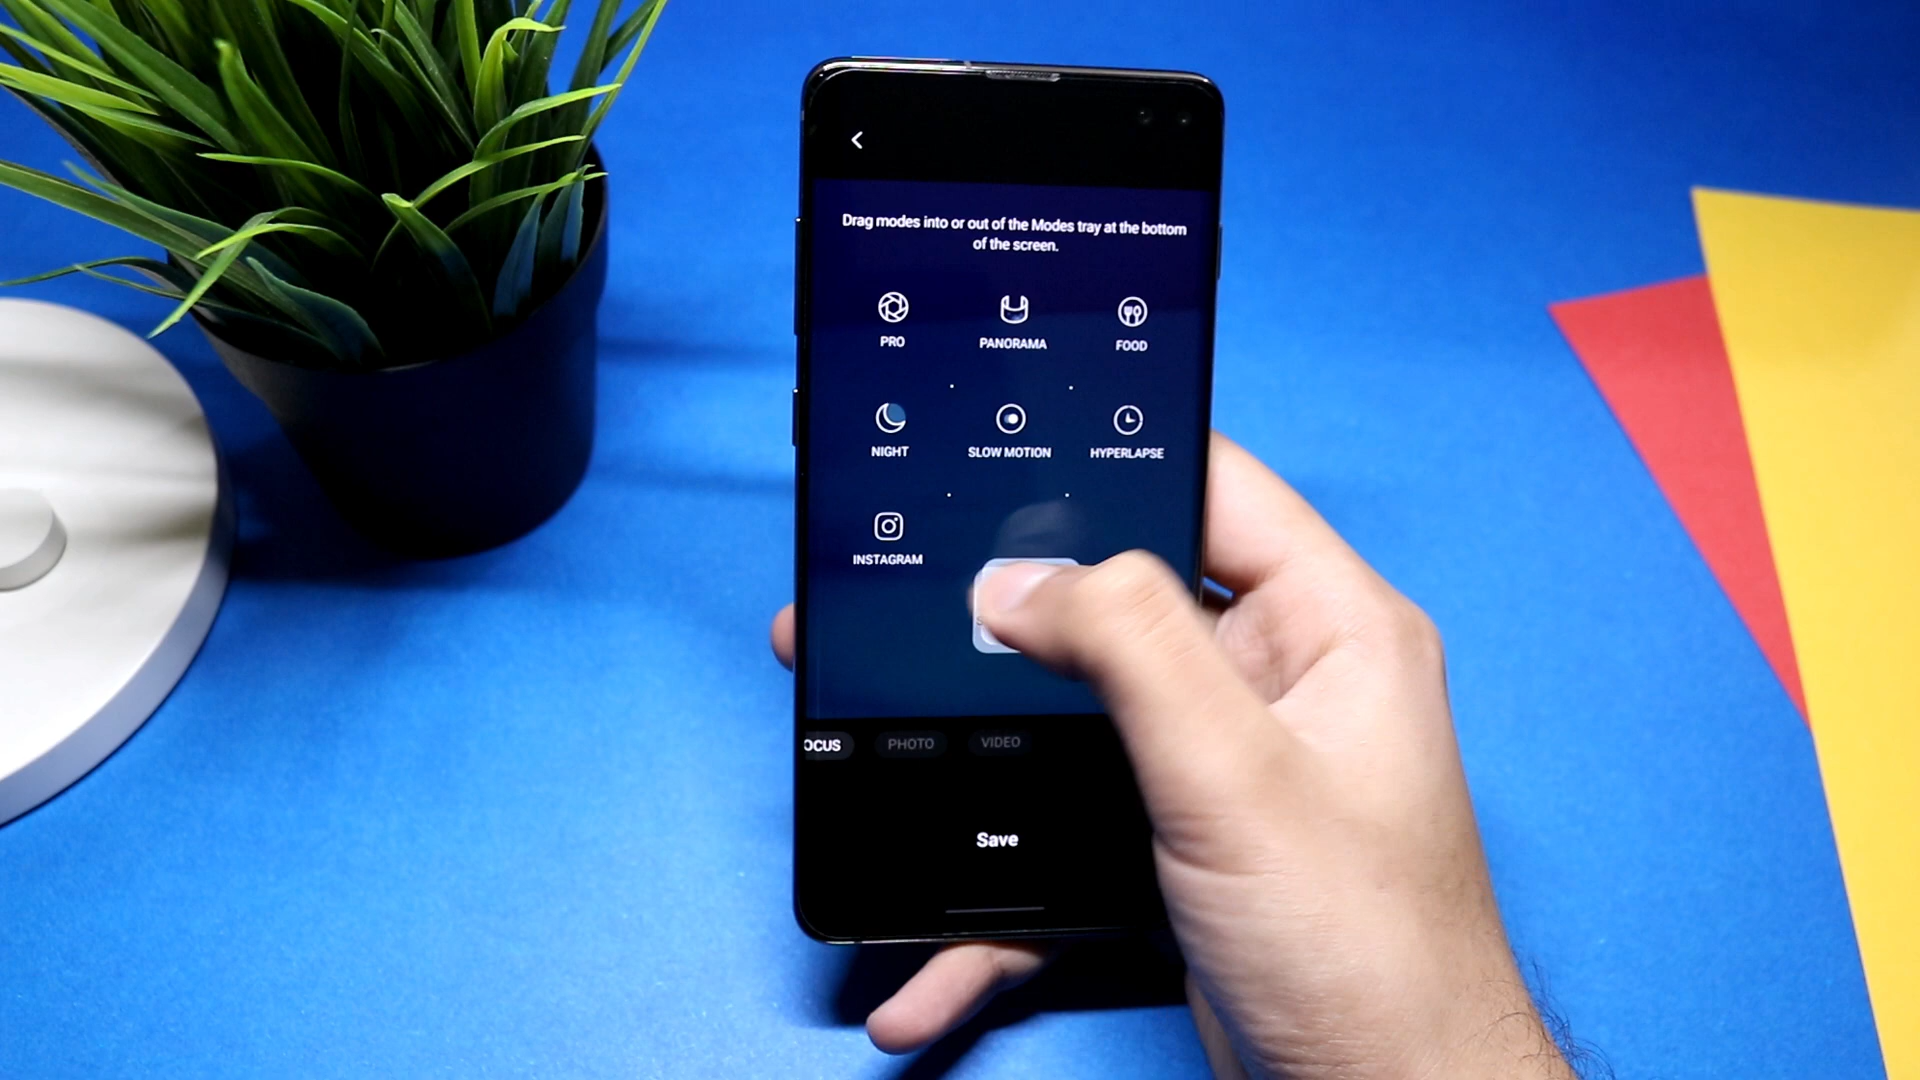 Drag modes into or out of the Modes tray at the bottom
of the screen.
PRO PANORAMA FOOD
NIGHT SLOW MOTION HYPERLAPSE
INSTAGRAM
OCUS PHOTO VIDEO
Save